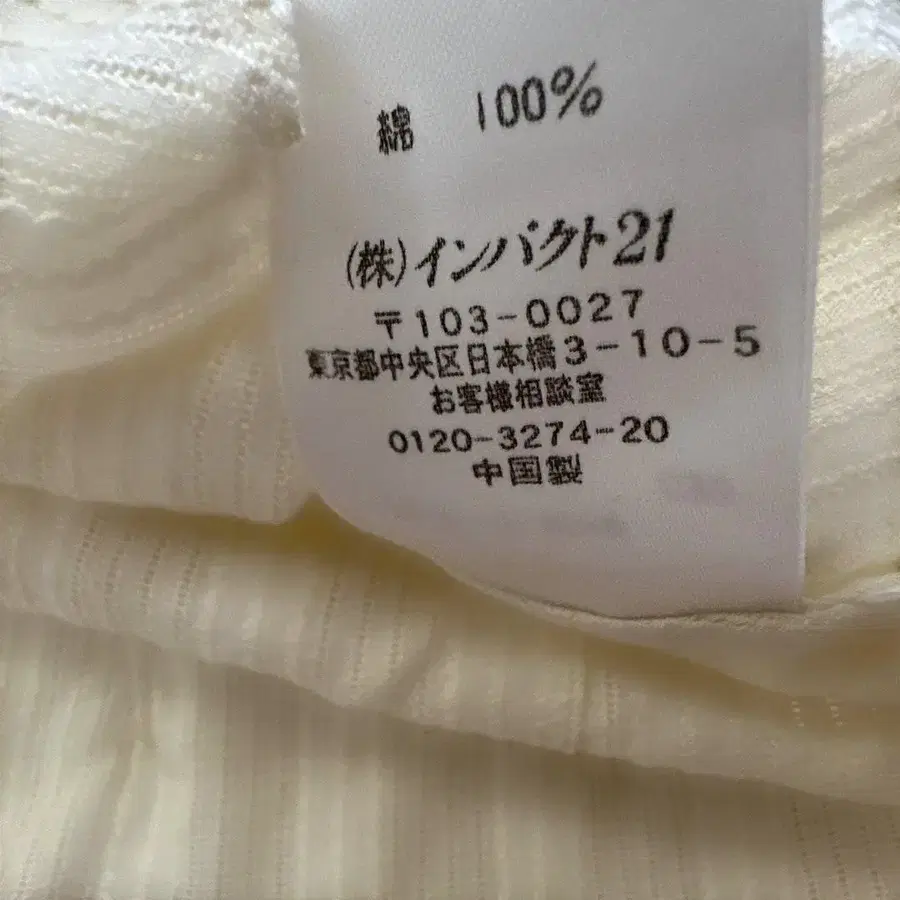 綿 100%
(株)インパクト21
〒103-0027
東京都中央区日本橋3-10-5
お客様相談室
0120-3274-20
中国製